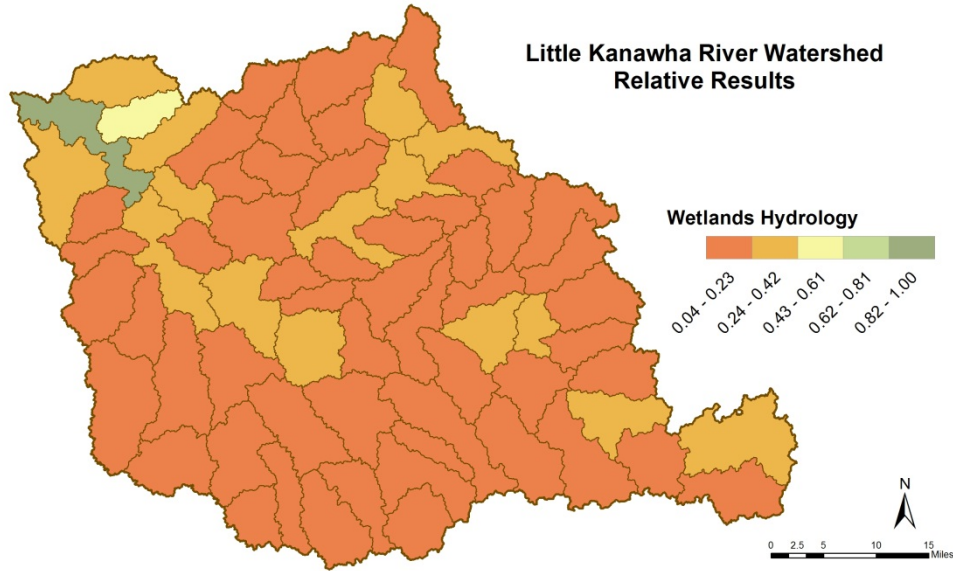 Little Kanawha River Watershed
Relative Results
Wetlands Hydrology
0.04 - 0.23
0.24 - 0.42
0.43 - 0.61
0.62 - 0.81
0.82 - 1.00
N
0 2.5 5 10 15
Miles